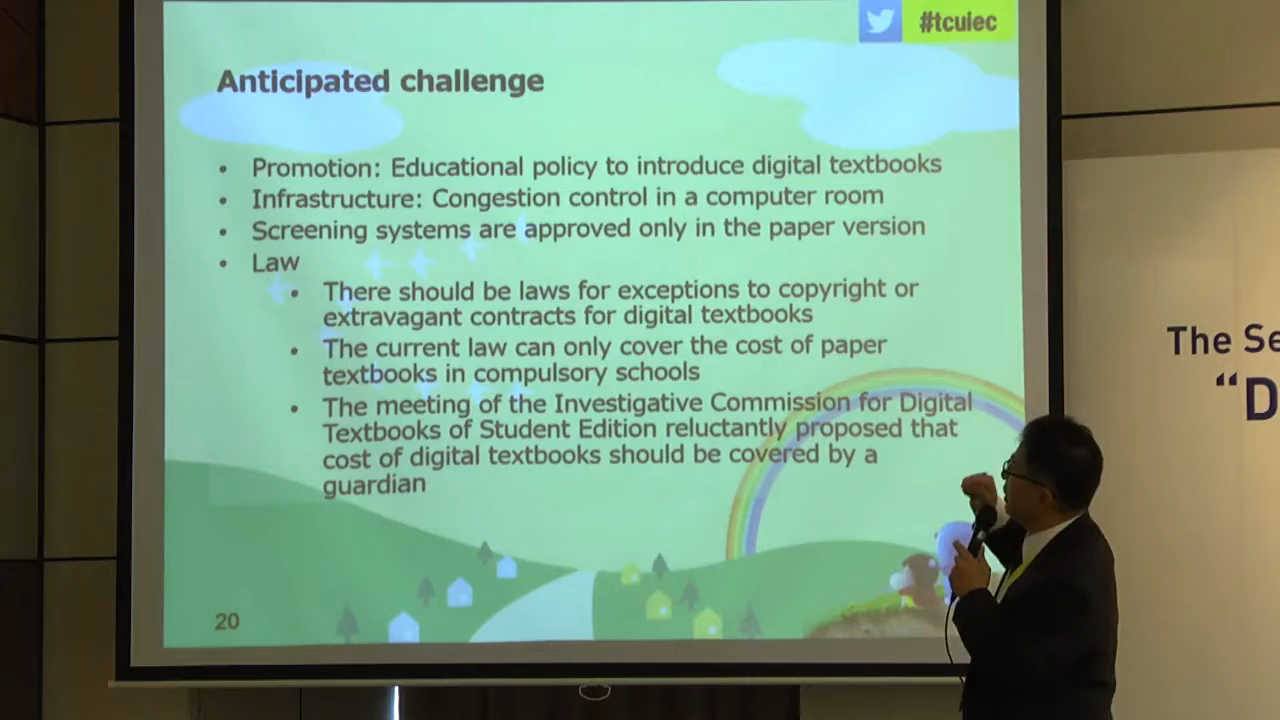 #tcuiec
Anticipated challenge
• Promotion: Educational policy to introduce digital textbooks
• Infrastructure: Congestion control in a computer room
• Screening systems are approved only in the paper version
• Law
• There should be laws for exceptions to copyright or
extravagant contracts for digital textbooks
• The current law can only cover the cost of paper
textbooks in compulsory schools
• The meeting of the Investigative Commission for Digital
Textbooks of Student Edition reluctantly proposed that
cost of digital textbooks should be covered by a
guardian
20
The Se
“D